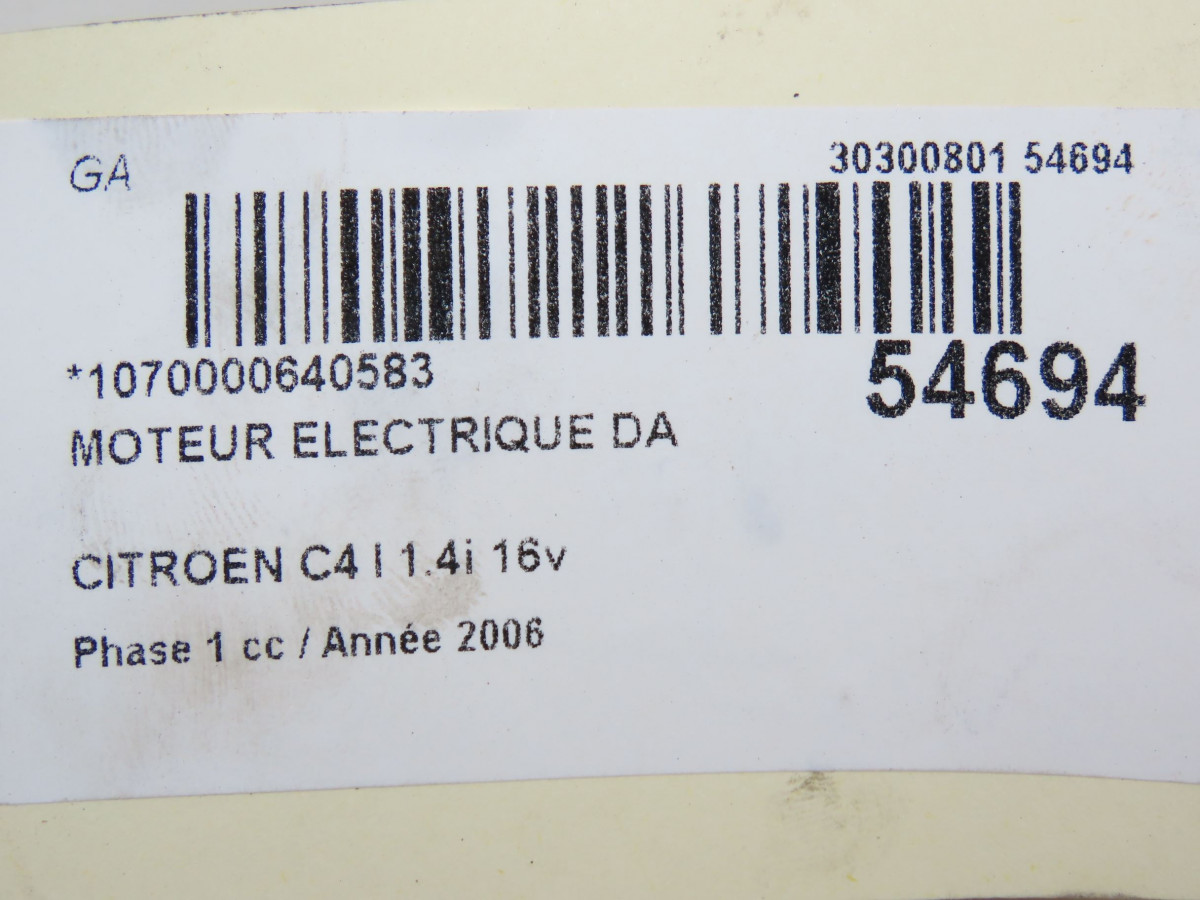 GA
30300801 54694
*1070000640583
54694
MOTEUR ELECTRIQUE DA
CITROEN C4 I 1.4i 16v
Phase 1 cc / Année 2006